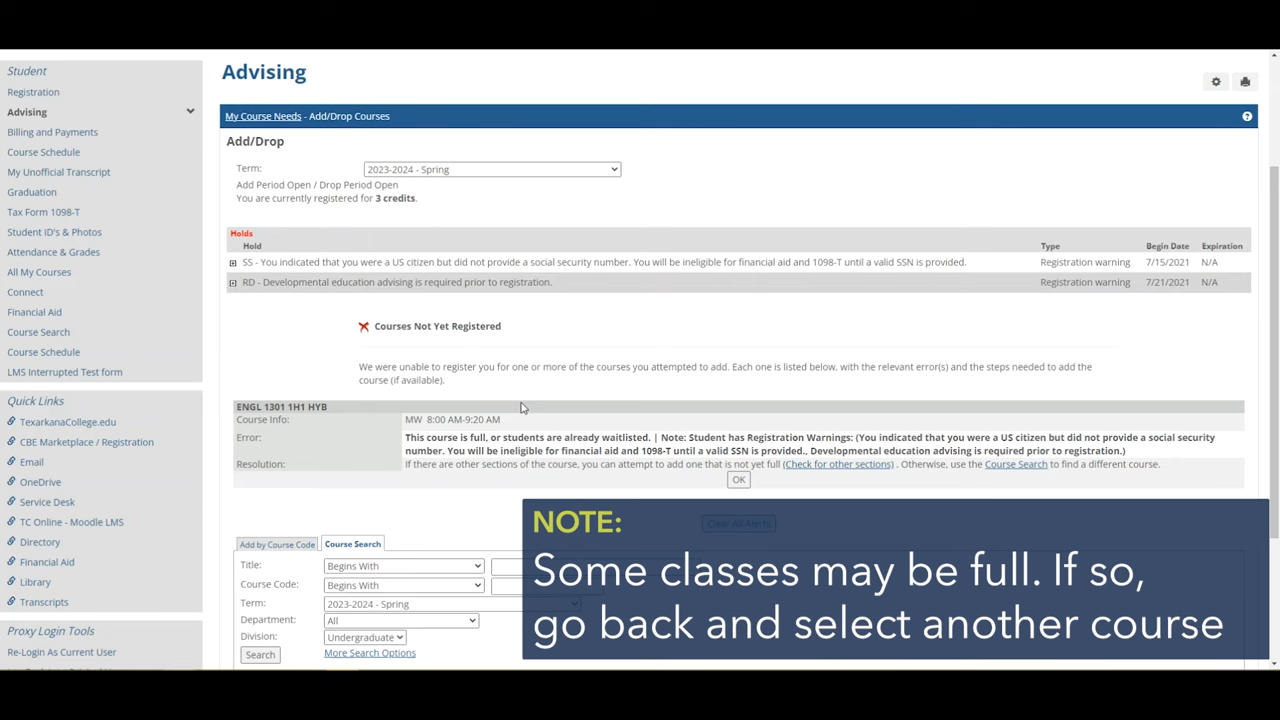 Student
Registration
Advising
Billing and Payments
Course Schedule
My Unofficial Transcript
Graduation
Tax Form 1098-T
Student ID's & Photos
Attendance & Grades
All My Courses
Connect
Financial Aid
Course Search
Course Schedule
LMS Interrupted Test form
Quick Links
TexarkanaCollege.edu
CBE Marketplace / Registration
Email
OneDrive
Service Desk
TC Online - Moodle LMS
Directory
Financial Aid
Library
Transcripts
Proxy Login Tools
Re-Login As Current User
Advising
My Course Needs - Add/Drop Courses
Add/Drop
Term: 2023-2024 - Spring
Add Period Open / Drop Period Open
You are currently registered for 3 credits.
Holds
Hold Type Begin Date Expiration
SS - You indicated that you were a US citizen but did not provide a social security number. You will be ineligible for financial aid and 1098-T until a valid SSN is provided. Registration warning 7/15/2021 N/A
RD - Developmental education advising is required prior to registration. Registration warning 7/21/2021 N/A
Courses Not Yet Registered
We were unable to register you for one or more of the courses you attempted to add. Each one is listed below, with the relevant error(s) and the steps needed to add the
course (if available).
ENGL 1301 1H1 HYB
Course Info: MW 8:00 AM-9:20 AM
Error: This course is full, or students are already waitlisted. | Note: Student has Registration Warnings: (You indicated that you were a US citizen but did not provide a social security
number. You will be ineligible for financial aid and 1098-T until a valid SSN is provided., Developmental education advising is required prior to registration.)
Resolution: If there are other sections of the course, you can attempt to add one that is not yet full (Check for other sections) . Otherwise, use the Course Search to find a different course.
OK
Clear All Alerts
Add by Course Code Course Search
Title: Begins With
Course Code: Begins With
Term: 2023-2024 - Spring
Department: All
Division: Undergraduate
Search More Search Options
NOTE:
Some classes may be full. If so,
go back and select another course